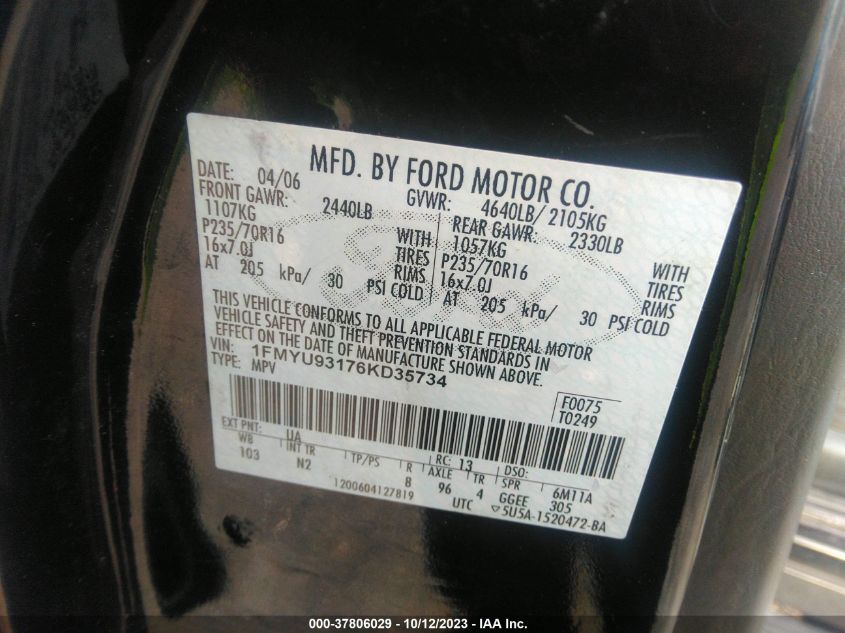 MFD. BY FORD MOTOR CO.
DATE: 04/06 GVWR: 4640LB/ 2105KG
FRONT GAWR: 2440LB REAR GAWR: 2330LB
1107KG WITH 1057KG WITH
P235/70R16 TIRES P235/70R16 TIRES
16x7.0J RIMS 16x7.0J RIMS
AT 205 kPa/ 30 PSI COLD AT 205 kPa/ 30 PSI COLD
THIS VEHICLE CONFORMS TO ALL APPLICABLE FEDERAL MOTOR
VEHICLE SAFETY AND THEFT PREVENTION STANDARDS IN
EFFECT ON THE DATE OF MANUFACTURE SHOWN ABOVE.
VIN: 1FMYU93176KD35734
TYPE: MPV
F0075
T0249
EXT PNT: UA RC: 13 DSO:
WB INT TR TP/PS R AXLE TR SPR 6M11A
103 N2 B 96 4 GGEE 305
1200604127819 UTC ▽5U5A-1520472-BA
000-37806029 - 10/12/2023 - IAA Inc.